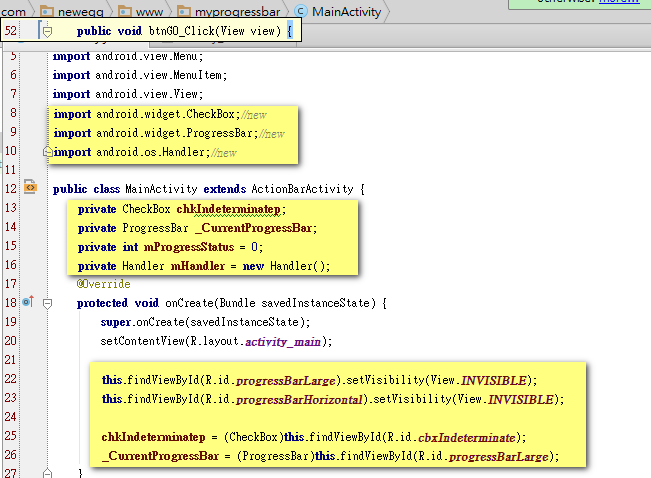 com newegg www myprogressbar MainActivity
52 public void btnGO_Click(View view) {
5 import android.view.Menu;
6 import android.view.MenuItem;
7 import android.view.View;
8 import android.widget.CheckBox;//new
9 import android.widget.ProgressBar;//new
10 import android.os.Handler;//new
11
12 public class MainActivity extends ActionBarActivity {
13 private CheckBox chkIndeterminatep;
14 private ProgressBar _CurrentProgressBar;
15 private int mProgressStatus = 0;
16 private Handler mHandler = new Handler();
17 @Override
18 protected void onCreate(Bundle savedInstanceState) {
19 super.onCreate(savedInstanceState);
20 setContentView(R.layout.activity_main);
21
22 this.findViewById(R.id.progressBarLarge).setVisibility(View.INVISIBLE);
23 this.findViewById(R.id.progressBarHorizontal).setVisibility(View.INVISIBLE);
24
25 chkIndeterminatep = (CheckBox)this.findViewById(R.id.cbxIndeterminate);
26 _CurrentProgressBar = (ProgressBar)this.findViewById(R.id.progressBarLarge);
27 }